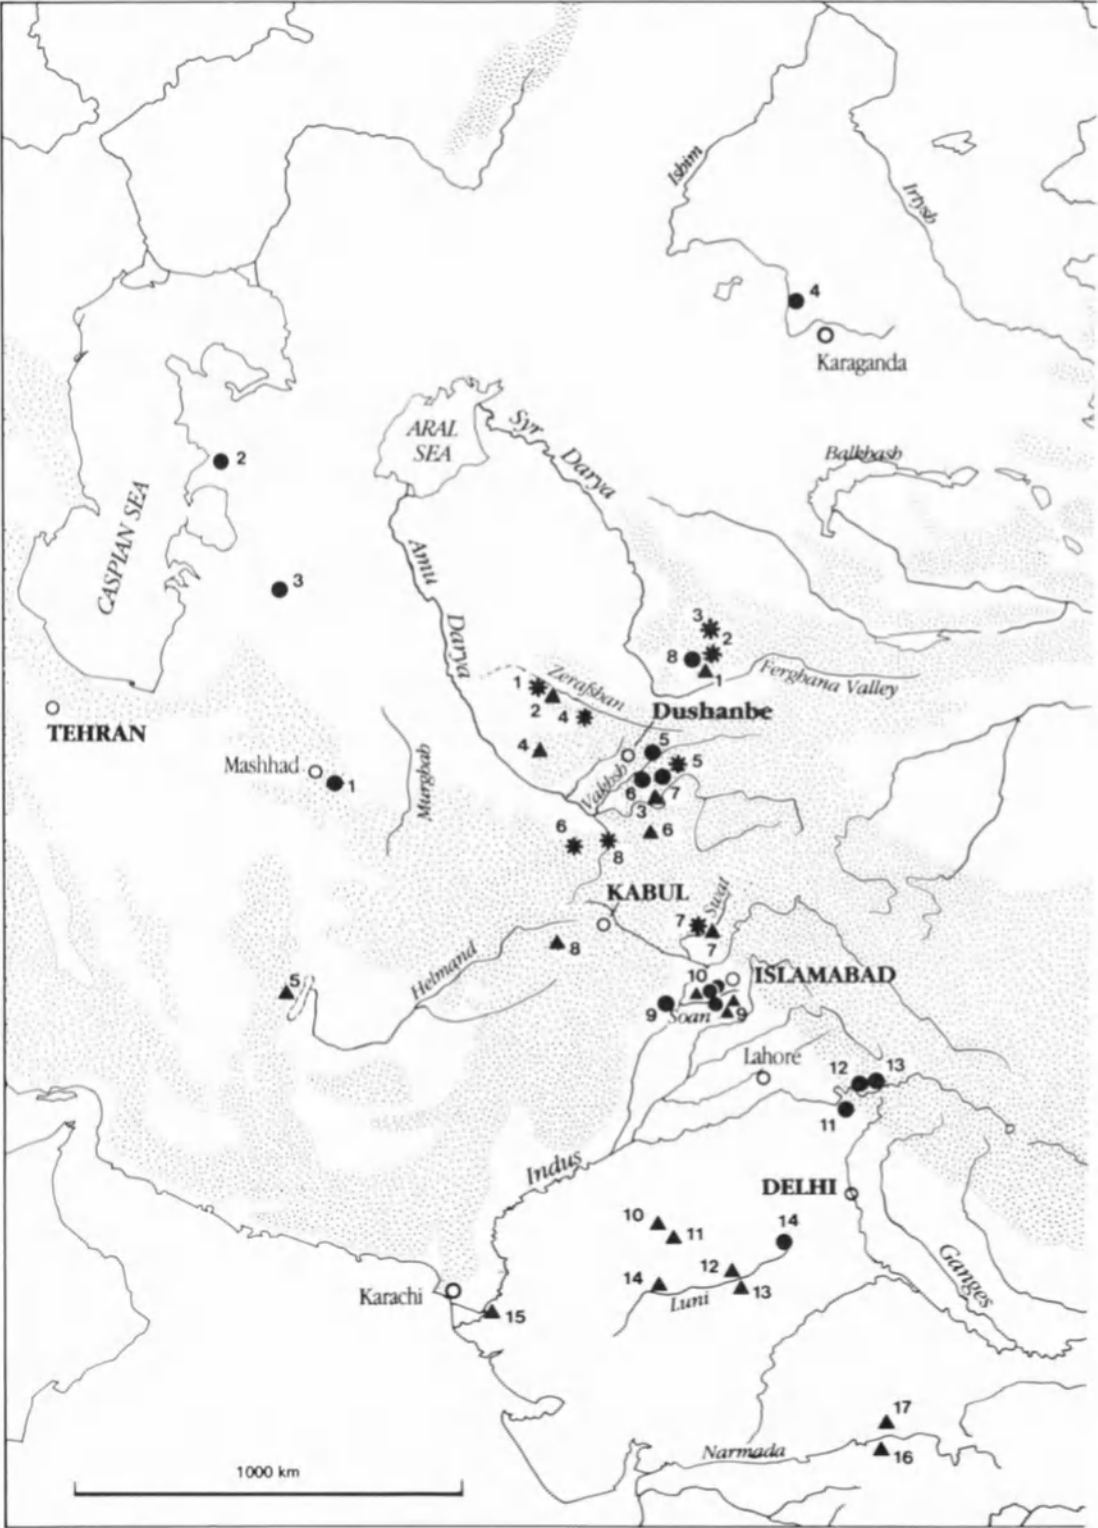 Ishim
Irtysh
4
Karaganda
ARAL
SEA
Syr
Darya
Balkhash
2
CASPIAN SEA
Amu
Darya
3
3
2
8
1
Ferghana Valley
1
2
Zerafshan
4
Dushanbe
TEHRAN
4
5
5
Mashhad
1
Murghab
Vakhsh
6
7
3
6
6
8
KABUL
Swat
7
7
8
Helmand
5
10
ISLAMABAD
9
Soan
9
Lahore
12
13
11
Indus
DELHI
10
11
14
12
14
13
Luni
Ganges
Karachi
15
17
Narmada
16
1000 km